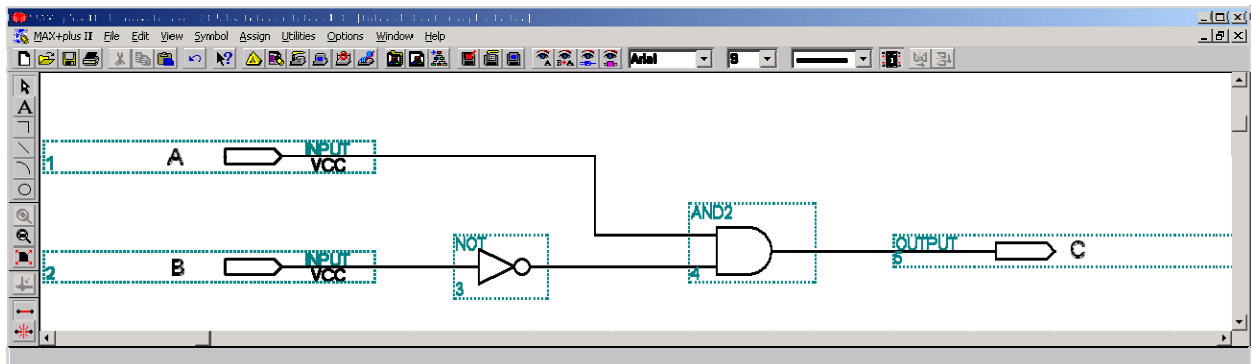 MAX+plus II File Edit View Symbol Assign Utilities Options Window Help
Arial 9
A INPUT
1 VCC
AND2
NOT OUTPUT C
B INPUT 5
2 VCC 4
3